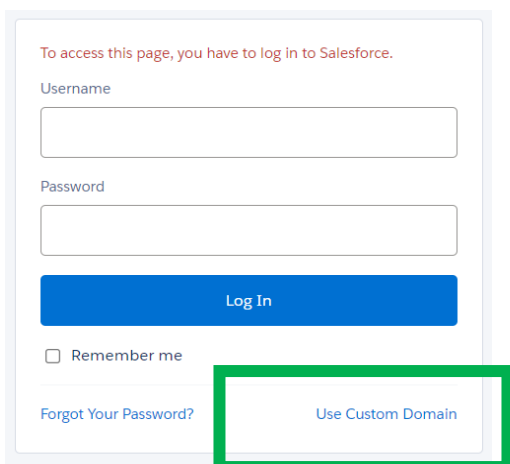 To access this page, you have to log in to Salesforce.
Username
Password
Log In
Remember me
Forgot Your Password? Use Custom Domain